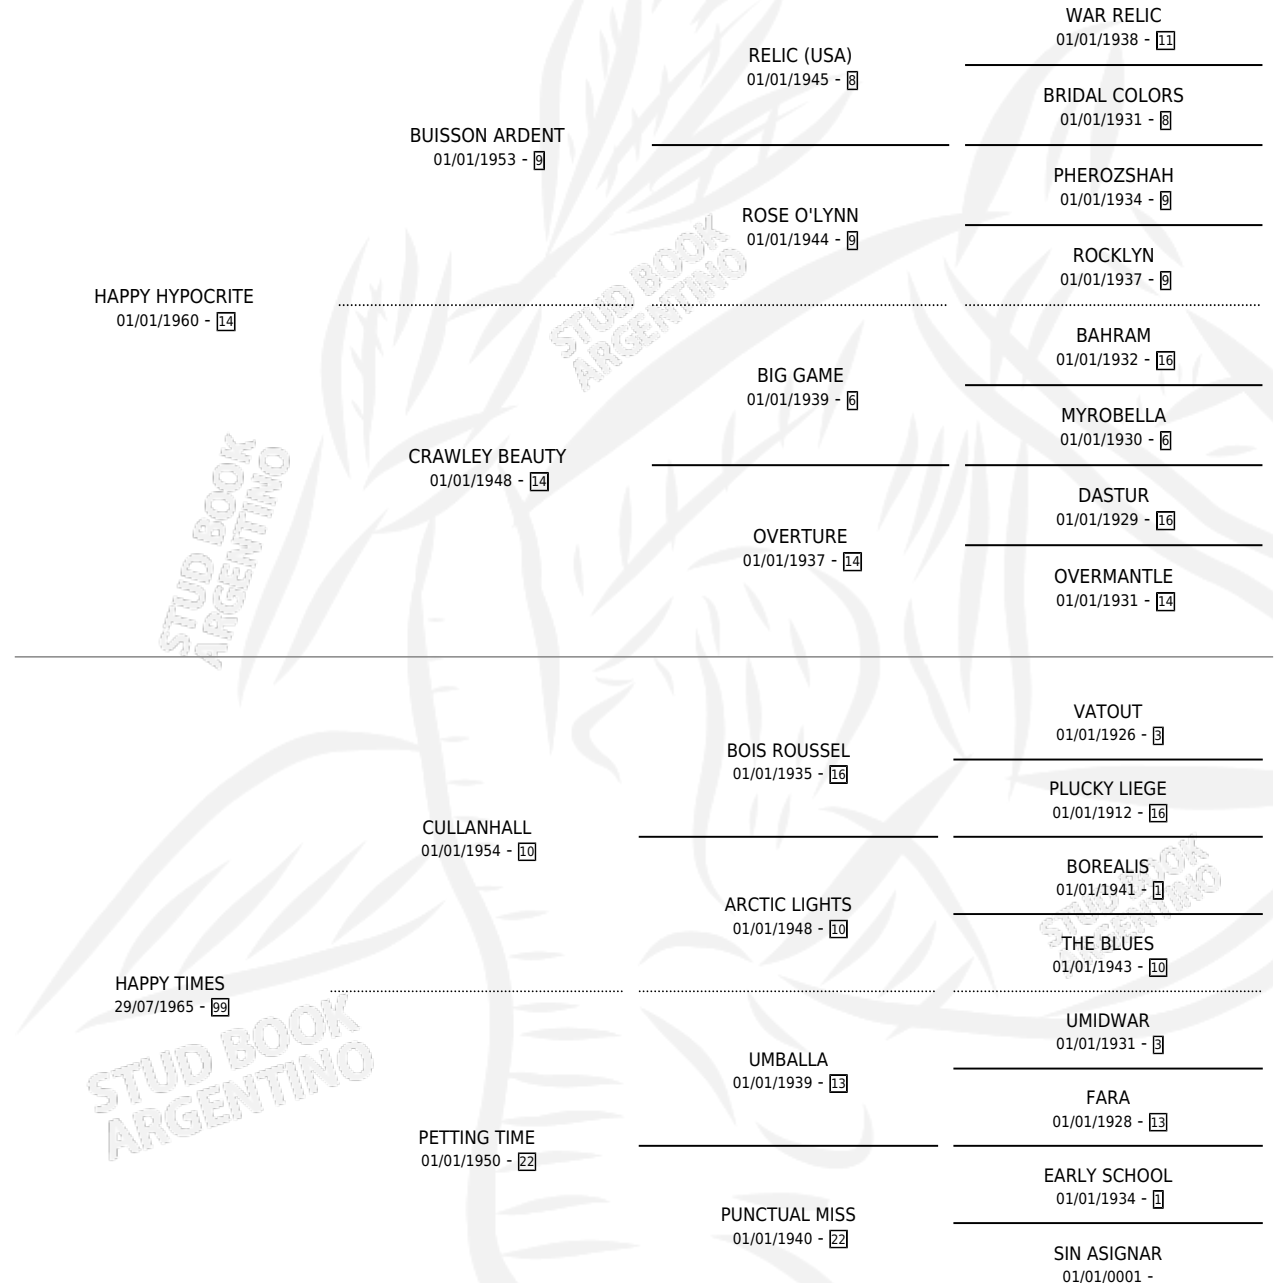 WAR RELIC
01/01/1938 - 11
RELIC (USA)
01/01/1945 - 8
BRIDAL COLORS
01/01/1931 - 8
BUISSON ARDENT
01/01/1953 - 9
PHEROZSHAH
01/01/1934 - 9
ROSE O'LYNN
01/01/1944 - 9
ROCKLYN
01/01/1937 - 9
HAPPY HYPOCRITE
01/01/1960 - 14
BAHRAM
01/01/1932 - 16
BIG GAME
01/01/1939 - 6
MYROBELLA
01/01/1930 - 6
CRAWLEY BEAUTY
01/01/1948 - 14
DASTUR
01/01/1929 - 16
OVERTURE
01/01/1937 - 14
OVERMANTLE
01/01/1931 - 14
STUD BOOK
ARGENTINO
STUD BOOK
ARGENTINO
VATOUT
01/01/1926 - 3
BOIS ROUSSEL
01/01/1935 - 16
PLUCKY LIEGE
01/01/1912 - 16
CULLANHALL
01/01/1954 - 10
BOREALIS
01/01/1941 - 1
ARCTIC LIGHTS
01/01/1948 - 10
THE BLUES
01/01/1943 - 10
STUD BOOK
ARGENTINO
HAPPY TIMES
29/07/1965 - 99
UMIDWAR
01/01/1931 - 3
UMBALLA
01/01/1939 - 13
FARA
01/01/1928 - 13
STUD BOOK
ARGENTINO
PETTING TIME
01/01/1950 - 22
EARLY SCHOOL
01/01/1934 - 1
PUNCTUAL MISS
01/01/1940 - 22
SIN ASIGNAR
01/01/0001 -